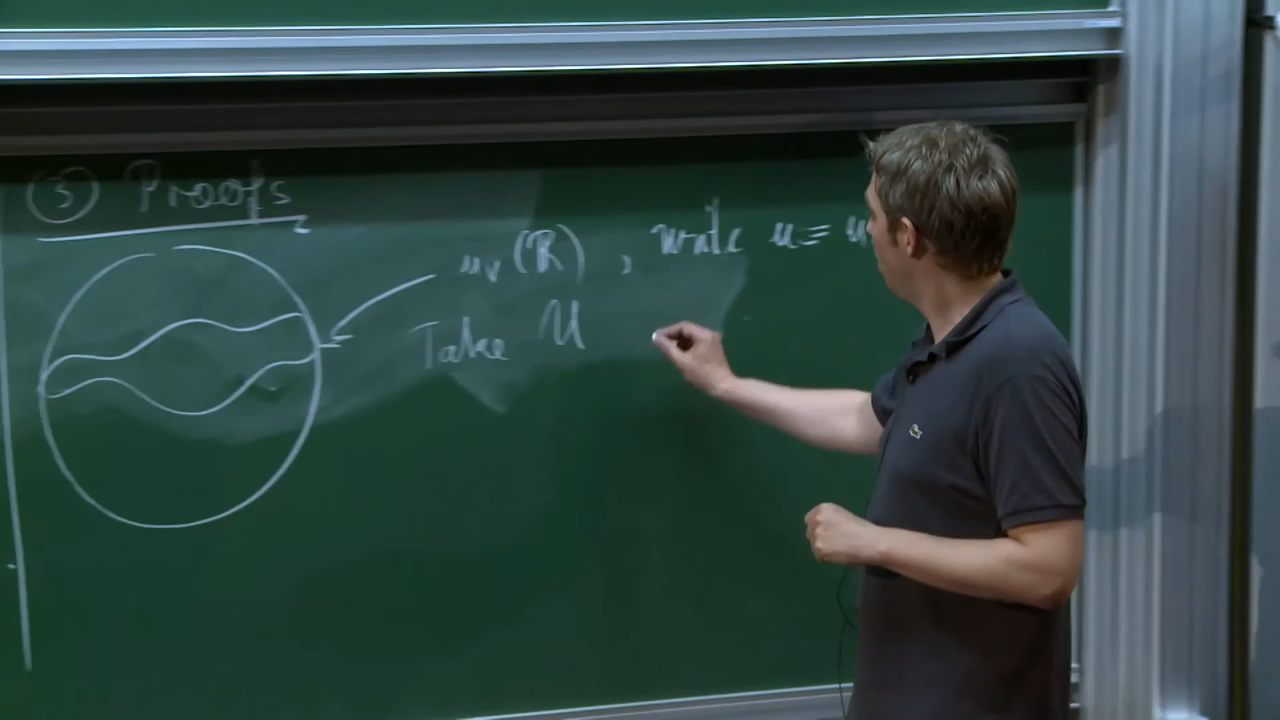 ③ Proofs
u_v(R), write u = u
Take U